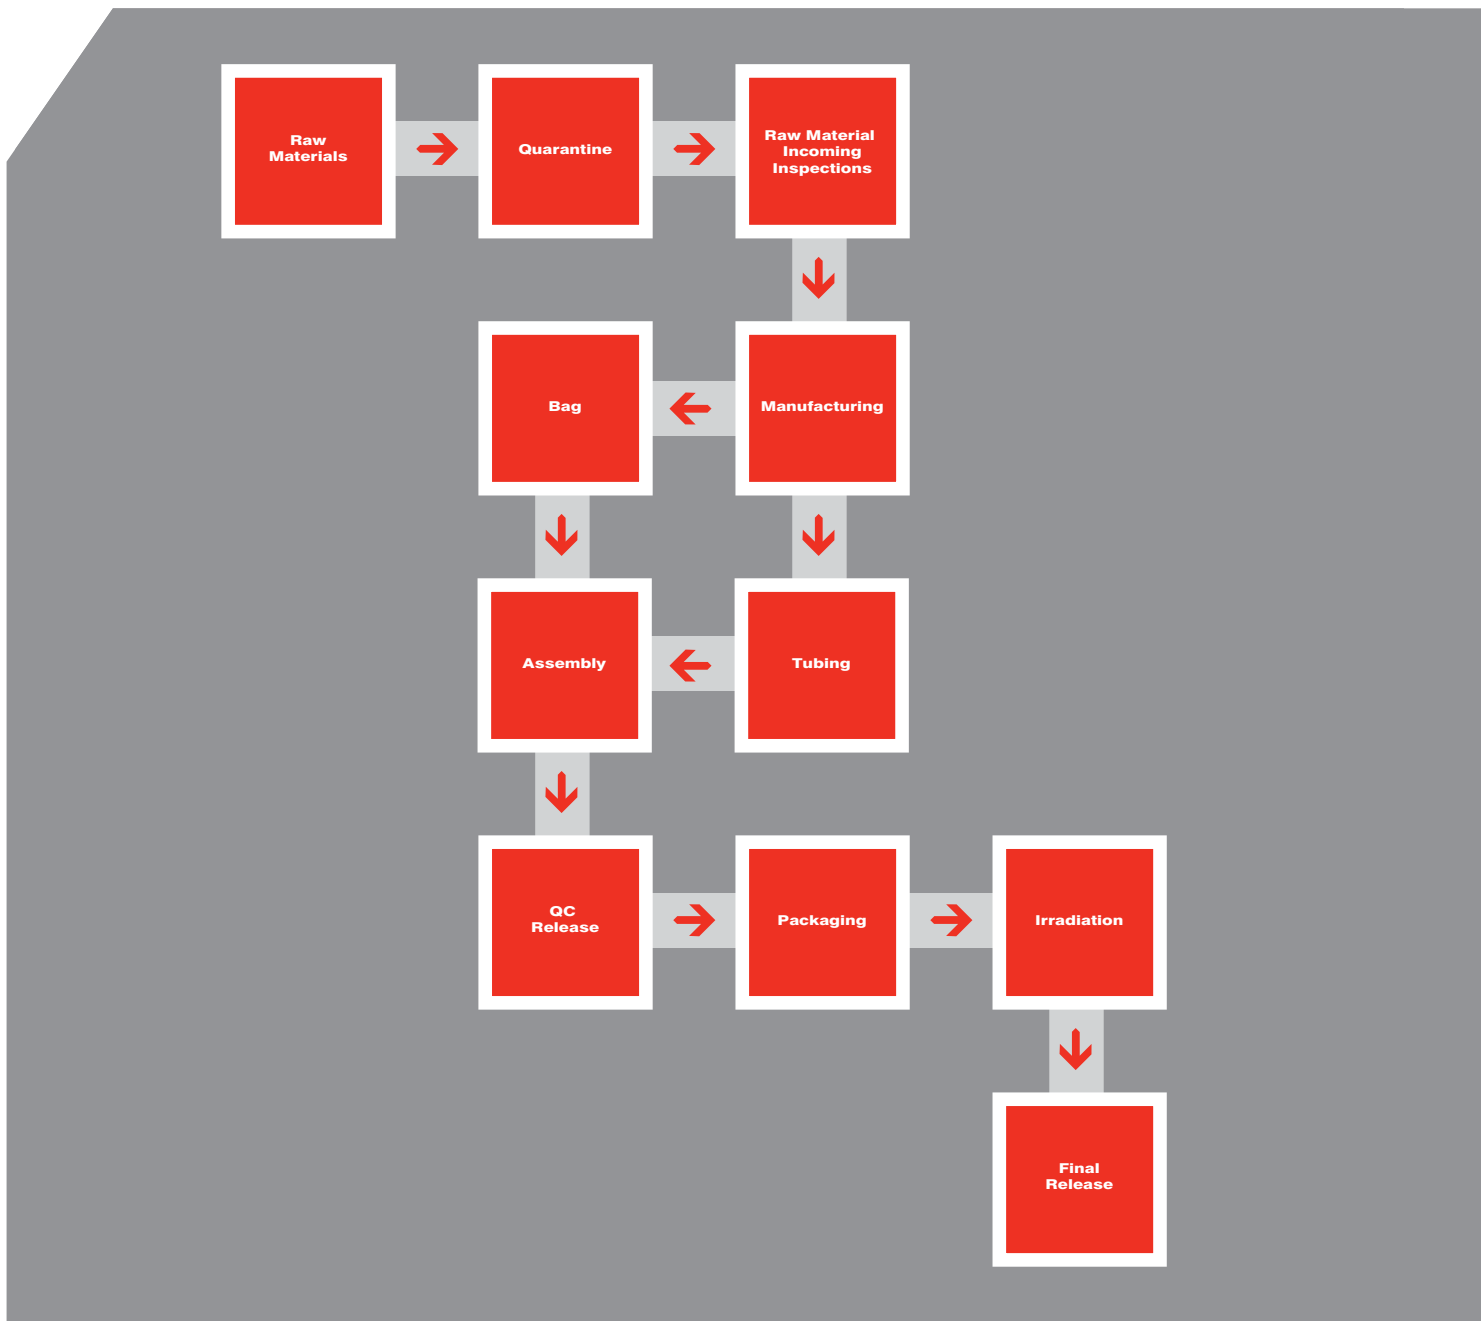 Raw
Materials
Quarantine
Raw Material
Incoming
Inspections
Bag
Manufacturing
Assembly
Tubing
QC
Release
Packaging
Irradiation
Final
Release